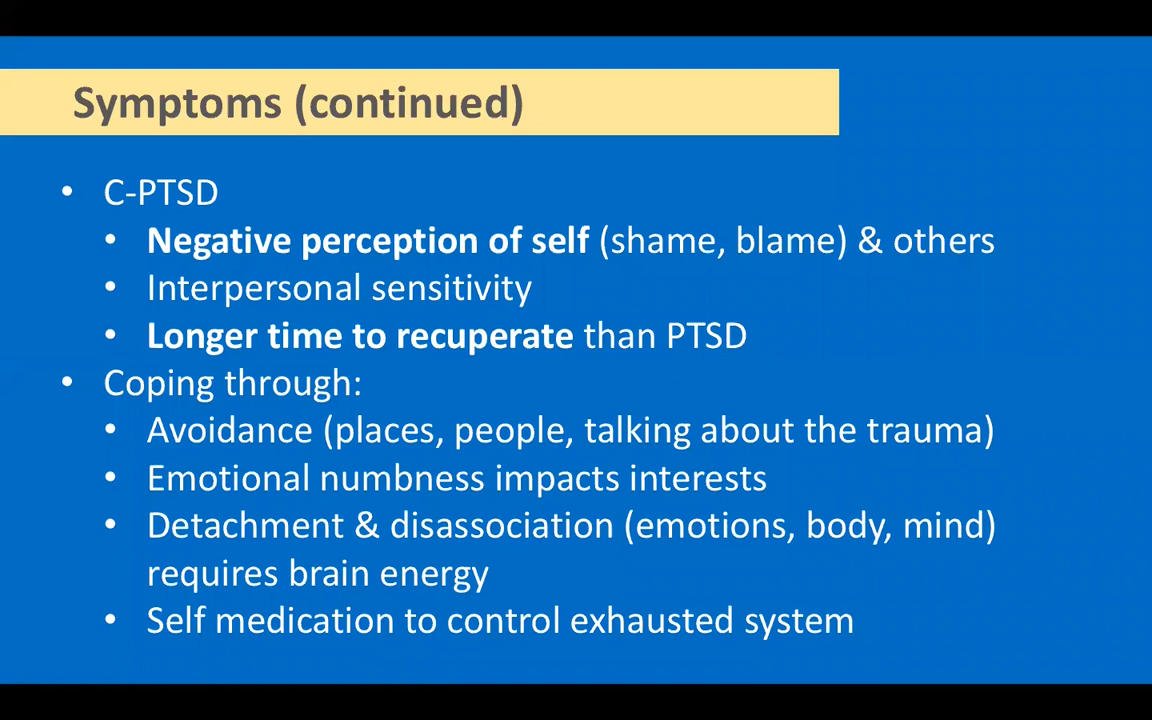 Symptoms (continued)
• C-PTSD
• Negative perception of self (shame, blame) & others
• Interpersonal sensitivity
• Longer time to recuperate than PTSD
• Coping through:
• Avoidance (places, people, talking about the trauma)
• Emotional numbness impacts interests
• Detachment & disassociation (emotions, body, mind)
requires brain energy
• Self medication to control exhausted system